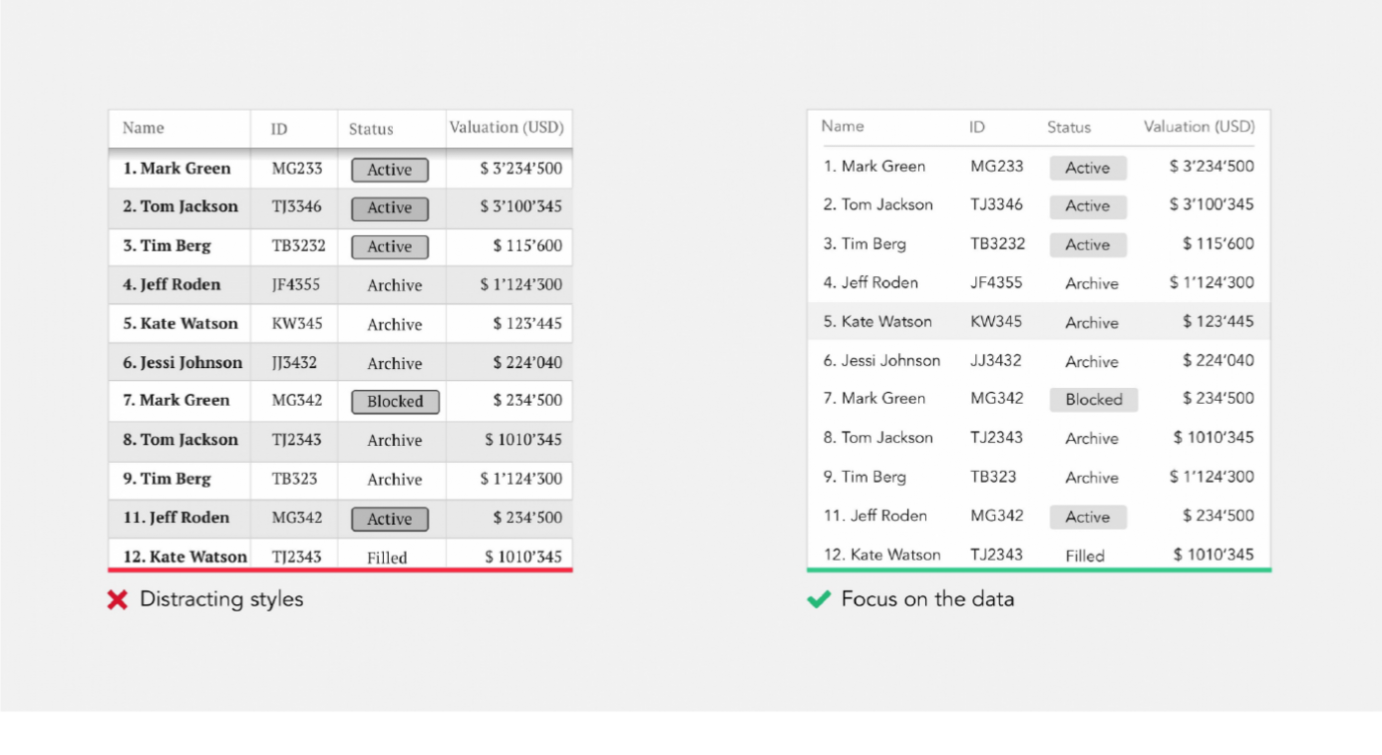 Name ID Status Valuation (USD)
1. Mark Green MG233 Active $ 3'234'500
2. Tom Jackson TJ3346 Active $ 3'100'345
3. Tim Berg TB3232 Active $ 115'600
4. Jeff Roden JF4355 Archive $ 1'124'300
5. Kate Watson KW345 Archive $ 123'445
6. Jessi Johnson JJ3432 Archive $ 224'040
7. Mark Green MG342 Blocked $ 234'500
8. Tom Jackson TJ2343 Archive $ 1010'345
9. Tim Berg TB323 Archive $ 1'124'300
11. Jeff Roden MG342 Active $ 234'500
12. Kate Watson TJ2343 Filled $ 1010'345
Distracting styles
Name ID Status Valuation (USD)
1. Mark Green MG233 Active $ 3'234'500
2. Tom Jackson TJ3346 Active $ 3'100'345
3. Tim Berg TB3232 Active $ 115'600
4. Jeff Roden JF4355 Archive $ 1'124'300
5. Kate Watson KW345 Archive $ 123'445
6. Jessi Johnson JJ3432 Archive $ 224'040
7. Mark Green MG342 Blocked $ 234'500
8. Tom Jackson TJ2343 Archive $ 1010'345
9. Tim Berg TB323 Archive $ 1'124'300
11. Jeff Roden MG342 Active $ 234'500
12. Kate Watson TJ2343 Filled $ 1010'345
Focus on the data